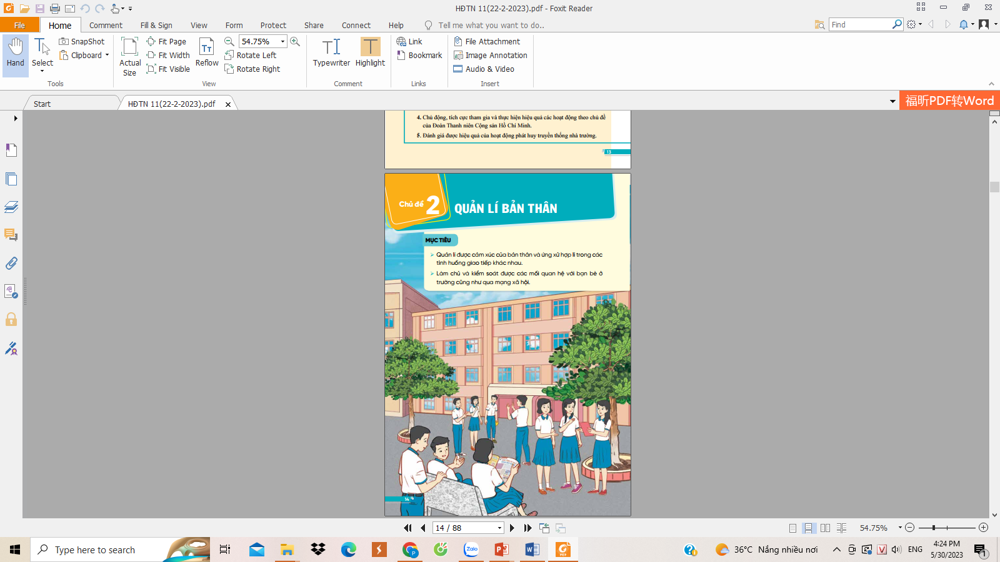 HĐTN 11(22-2-2023).pdf - Foxit Reader
File
Home
Comment
Fill & Sign
View
Form
Protect
Share
Connect
Help
Tell me what you want to do..
Find
Hand
Select
SnapShot
Clipboard
Tools
Actual Size
Fit Page
Fit Width
Fit Visible
Reflow
54.75%
Rotate Left
Rotate Right
View
Typewriter
Highlight
Comment
Link
Bookmark
Links
File Attachment
Image Annotation
Audio & Video
Insert
Start
HĐTN 11(22-2-2023).pdf
福昕PDF转Word
4. Chủ động, tích cực tham gia và thực hiện hiệu quả các hoạt động theo chủ đề
của Đoàn Thanh niên Cộng sản Hồ Chí Minh.
5. Đánh giá được hiệu quả của hoạt động phát huy truyền thống nhà trường.
13
Chủ đề 2
QUẢN LÍ BẢN THÂN
MỤC TIÊU
Quản lí được cảm xúc của bản thân và ứng xử hợp lí trong các
tình huống giao tiếp khác nhau.
Làm chủ và kiểm soát được các mối quan hệ với bạn bè ở
trường cũng như qua mạng xã hội.
14
14 / 88
54.75%
Type here to search
Zalo
36°C Nắng nhiều nơi
ENG
4:24 PM
5/30/2023
1